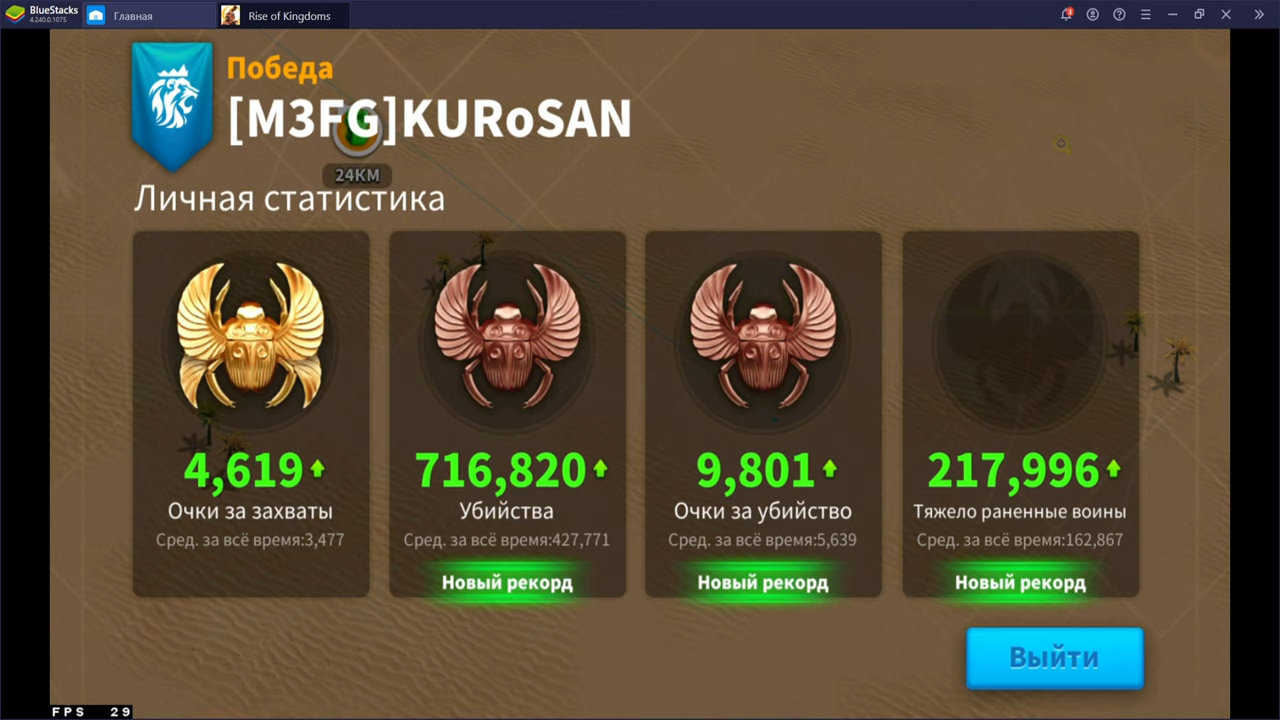 BlueStacks
4.240.0.1075
Главная
Rise of Kingdoms
3
Победа
[M3FG]KURoSAN
24КМ
Личная статистика
4,619
Очки за захваты
Сред. за всё время:3,477
716,820
Убийства
Сред. за всё время:427,771
Новый рекорд
9,801
Очки за убийство
Сред. за всё время:5,639
Новый рекорд
217,996
Тяжело раненные воины
Сред. за всё время:162,867
Новый рекорд
Выйти
FPS 29